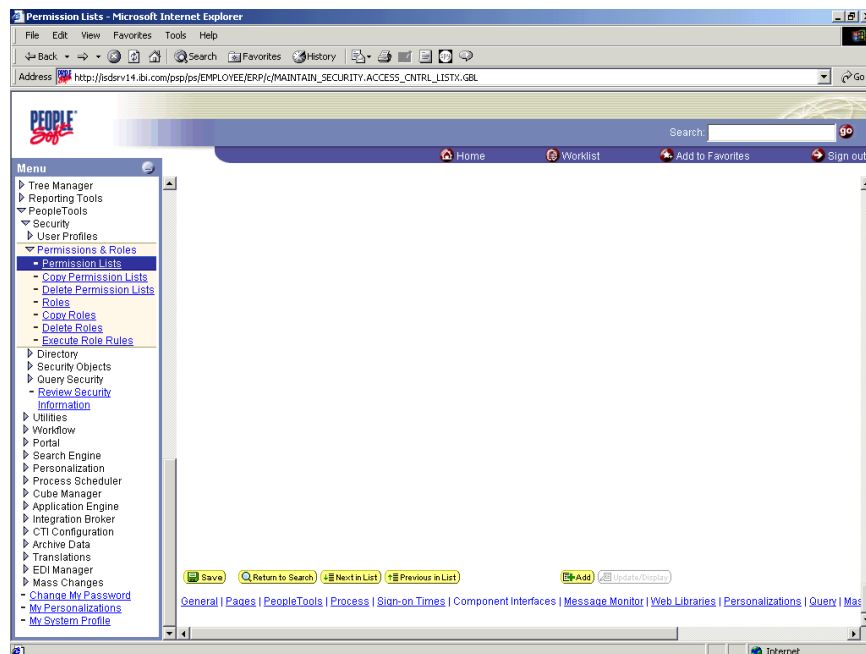 Permission Lists - Microsoft Internet Explorer
File Edit View Favorites Tools Help
Back Search Favorites History
Address http://isdsrv14.ibi.com/psp/ps/EMPLOYEE/ERP/c/MAINTAIN_SECURITY.ACCESS_CNTRL_LISTX.GBL Go
PEOPLE Soft
Search: go
Home Worklist Add to Favorites Sign out
Menu
Tree Manager
Reporting Tools
PeopleTools
Security
User Profiles
Permissions & Roles
Permission Lists
Copy Permission Lists
Delete Permission Lists
Roles
Copy Roles
Delete Roles
Execute Role Rules
Directory
Security Objects
Query Security
Review Security
Information
Utilities
Workflow
Portal
Search Engine
Personalization
Process Scheduler
Cube Manager
Application Engine
Integration Broker
CTI Configuration
Archive Data
Translations
EDI Manager
Mass Changes
Change My Password
My Personalizations
My System Profile
Save Return to Search Next in List Previous in List Add Update/Display
General | Pages | PeopleTools | Process | Sign-on Times | Component Interfaces | Message Monitor | Web Libraries | Personalizations | Query | Mas
Internet